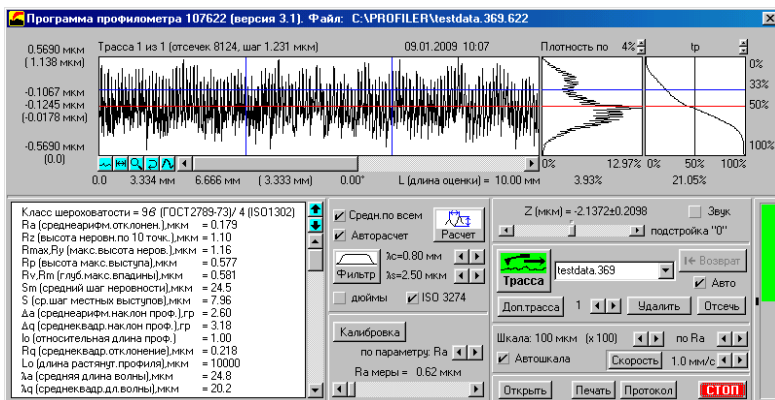 Программа профилометра 107622 (версия 3.1). Файл: C:\PROFILER\testdata.369.622
0.5690 мкм
(1.138 мкм)
Трасса 1 из 1 (отсечек 8124, шаг 1.231 мкм) 09.01.2009 10:07
Плотность по 4%
tp
0%
33%
50%
100%
-0.1067 мкм
-0.1245 мкм
(-0.0178 мкм)
-0.5690 мкм
(0.0)
0% 12.97% 0% 50% 100%
0.0 3.334 мм 6.666 мм (3.333 мм) 0.00° L (длина оценки) = 10.00 мм 3.93% 21.05%
Класс шероховатости = 9б (ГОСТ2789-73)/ 4 (ISO1302)
Ra (среднеарифм.отклонен.),мкм = 0.179
Rz (высота неровн.по 10 точк.),мкм = 1.10
Rmax,Ry (макс.высота неров.),мкм = 1.16
Rp (высота макс.выступа),мкм = 0.577
Rv,Rm (глуб.макс.впадины),мкм = 0.581
Sm (средний шаг неровности),мкм = 24.5
S (ср.шаг местных выступов),мкм = 7.96
Δa (среднеарифм.наклон проф.),гр = 2.60
Δq (среднеквадр.наклон проф.),гр = 3.18
lo (относительная длина проф.) = 1.00
Rq (среднеквадр.отклонение),мкм = 0.218
Lo (длина растянут.профиля),мкм = 10000
λa (средняя длина волны),мкм = 24.8
λq (среднеквадр.дл.волны),мкм = 20.2
Средн.по всем
Авторасчет
Расчет
Фильтр
λc=0.80 мм
λs=2.50 мкм
дюймы
ISO 3274
Калибровка
по параметру: Ra
Ra меры = 0.62 мкм
Z (мкм) = -2.1372±0.2098
Звук
подстройка "0"
Трасса
testdata.369
Возврат
Авто
Доп.трасса 1 Удалить Отсечь
Шкала: 100 мкм (x 100) по Ra
Автошкала Скорость 1.0 мм/с
Открыть Печать Протокол СТОП